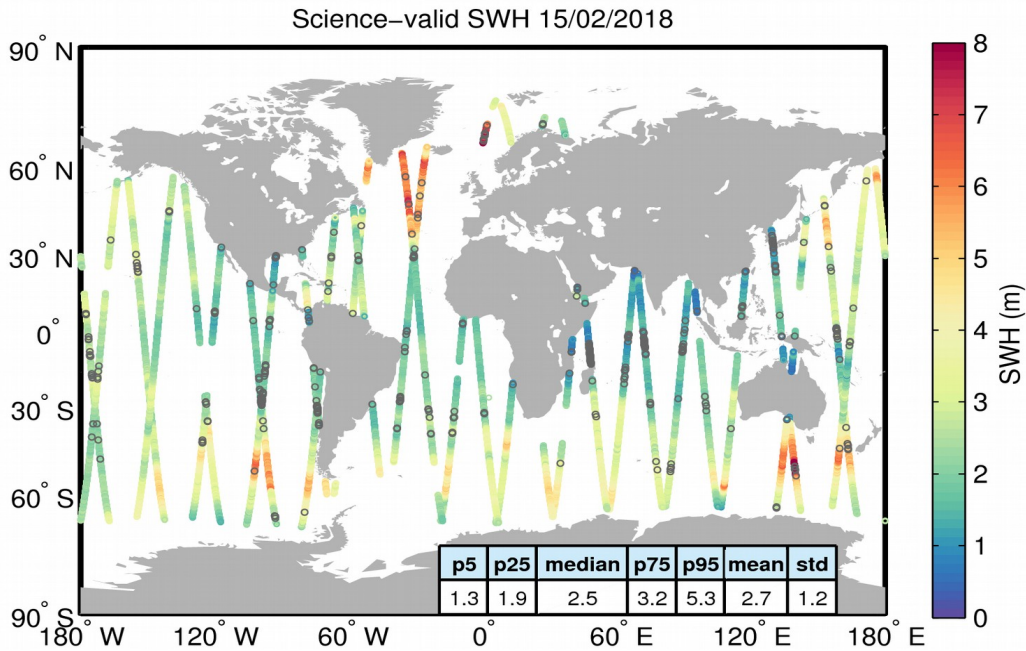 Science−valid SWH 15/02/2018
90° N
60° N
30° N
0°
30° S
60° S
90° S
180° W
120° W
60° W
0°
60° E
120° E
180° E
p5 p25 median p75 p95 mean std
1.3 1.9 2.5 3.2 5.3 2.7 1.2
8
7
6
5
4
3
2
1
0
SWH (m)